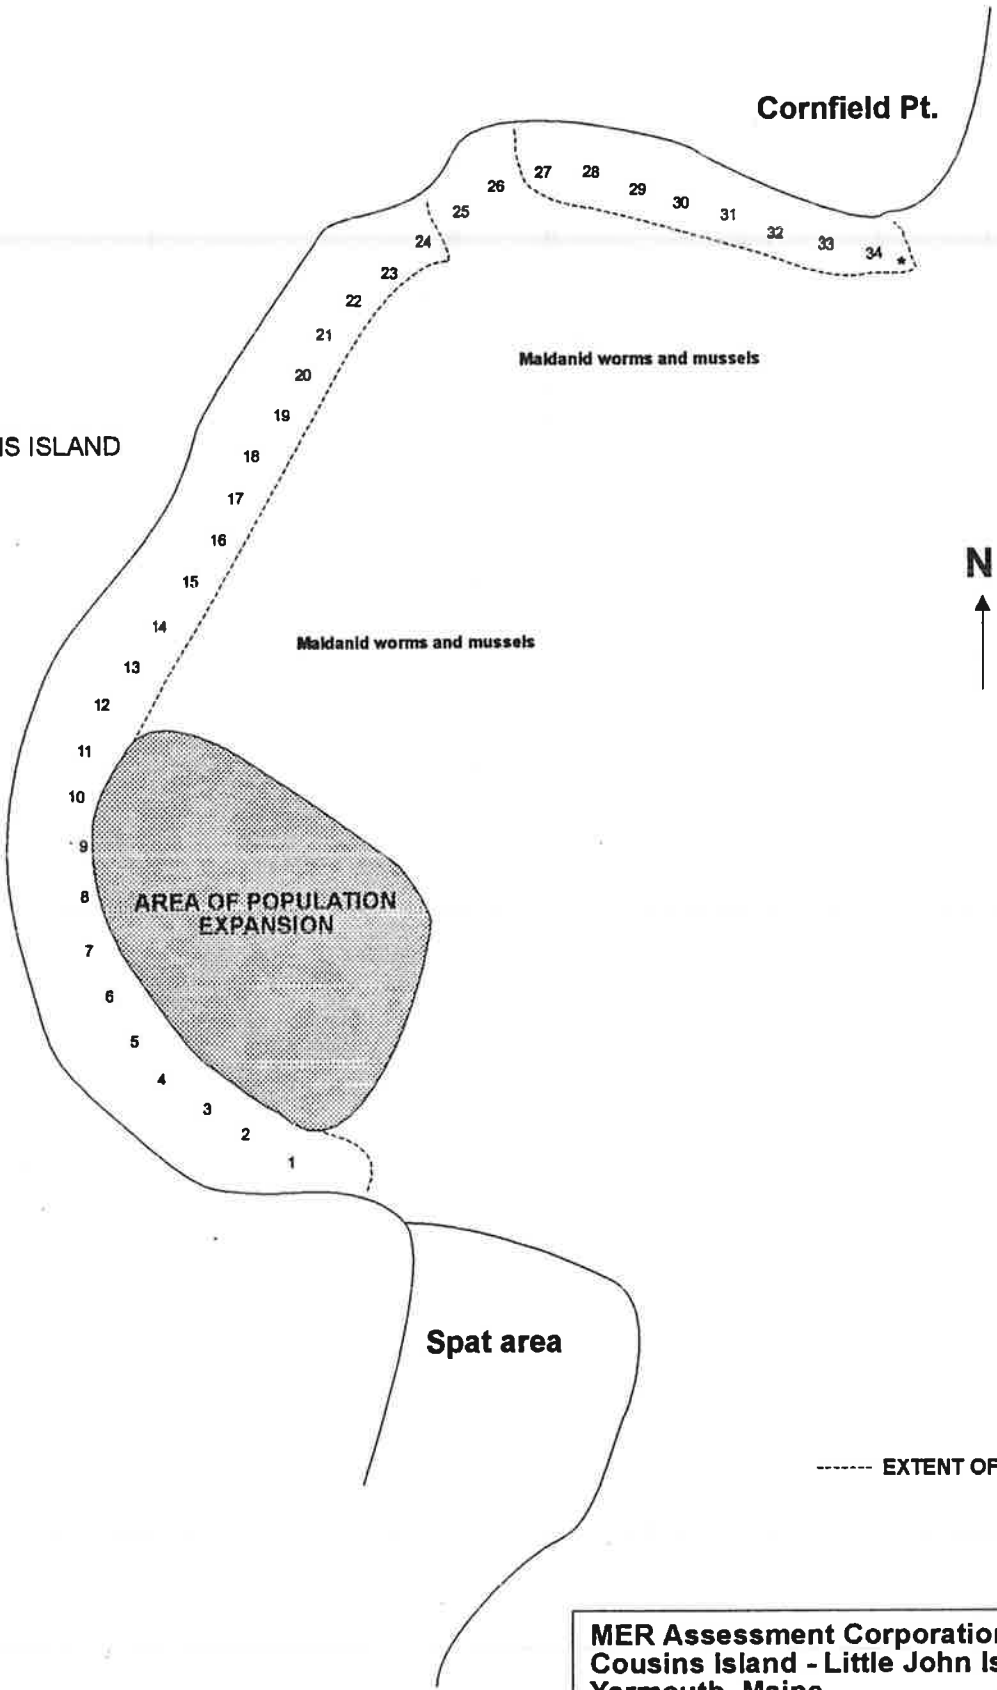 Cornfield Pt.
27
28
26
29
30
31
25
32
33
34
*
24
23
22
21
Maldanid worms and mussels
20
19
IS ISLAND
18
17
16
N
15
14
Maldanid worms and mussels
13
12
11
10
9
8
AREA OF POPULATION
EXPANSION
7
6
5
4
3
2
1
Spat area
------- EXTENT OF
MER Assessment Corporation
Cousins Island - Little John Is
Yarmouth, Maine